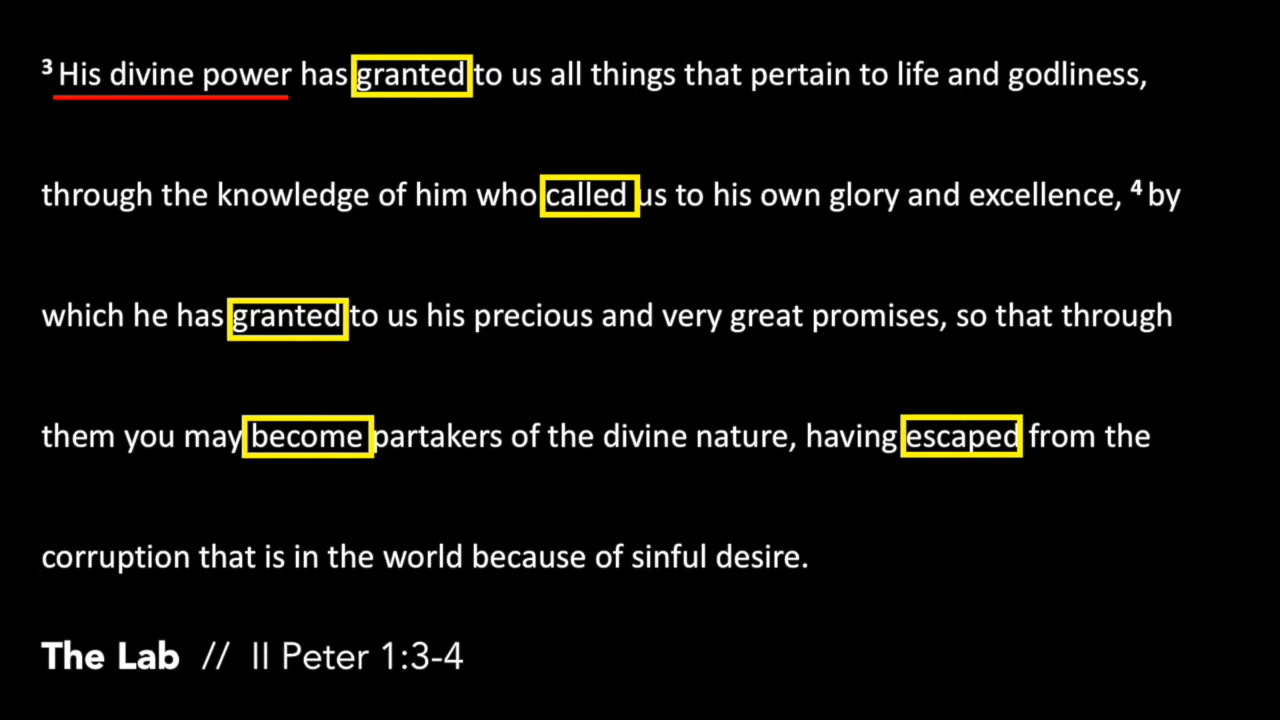 ³ His divine power has granted to us all things that pertain to life and godliness,
through the knowledge of him who called us to his own glory and excellence, ⁴ by
which he has granted to us his precious and very great promises, so that through
them you may become partakers of the divine nature, having escaped from the
corruption that is in the world because of sinful desire.
The Lab // II Peter 1:3-4